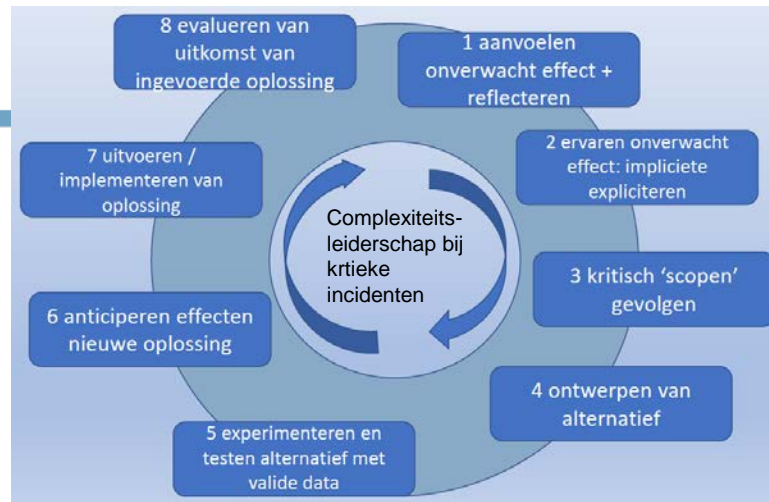 8 evalueren van
uitkomst van
ingevoerde oplossing
1 aanvoelen
onverwacht effect +
reflecteren
2 ervaren onverwacht
effect: impliciete
expliciteren
3 kritisch ‘scopen’
gevolgen
4 ontwerpen van
alternatief
5 experimenteren en
testen alternatief met
valide data
6 anticiperen effecten
nieuwe oplossing
7 uitvoeren /
implementeren van
oplossing
Complexiteits-
leiderschap bij
krtieke
incidenten